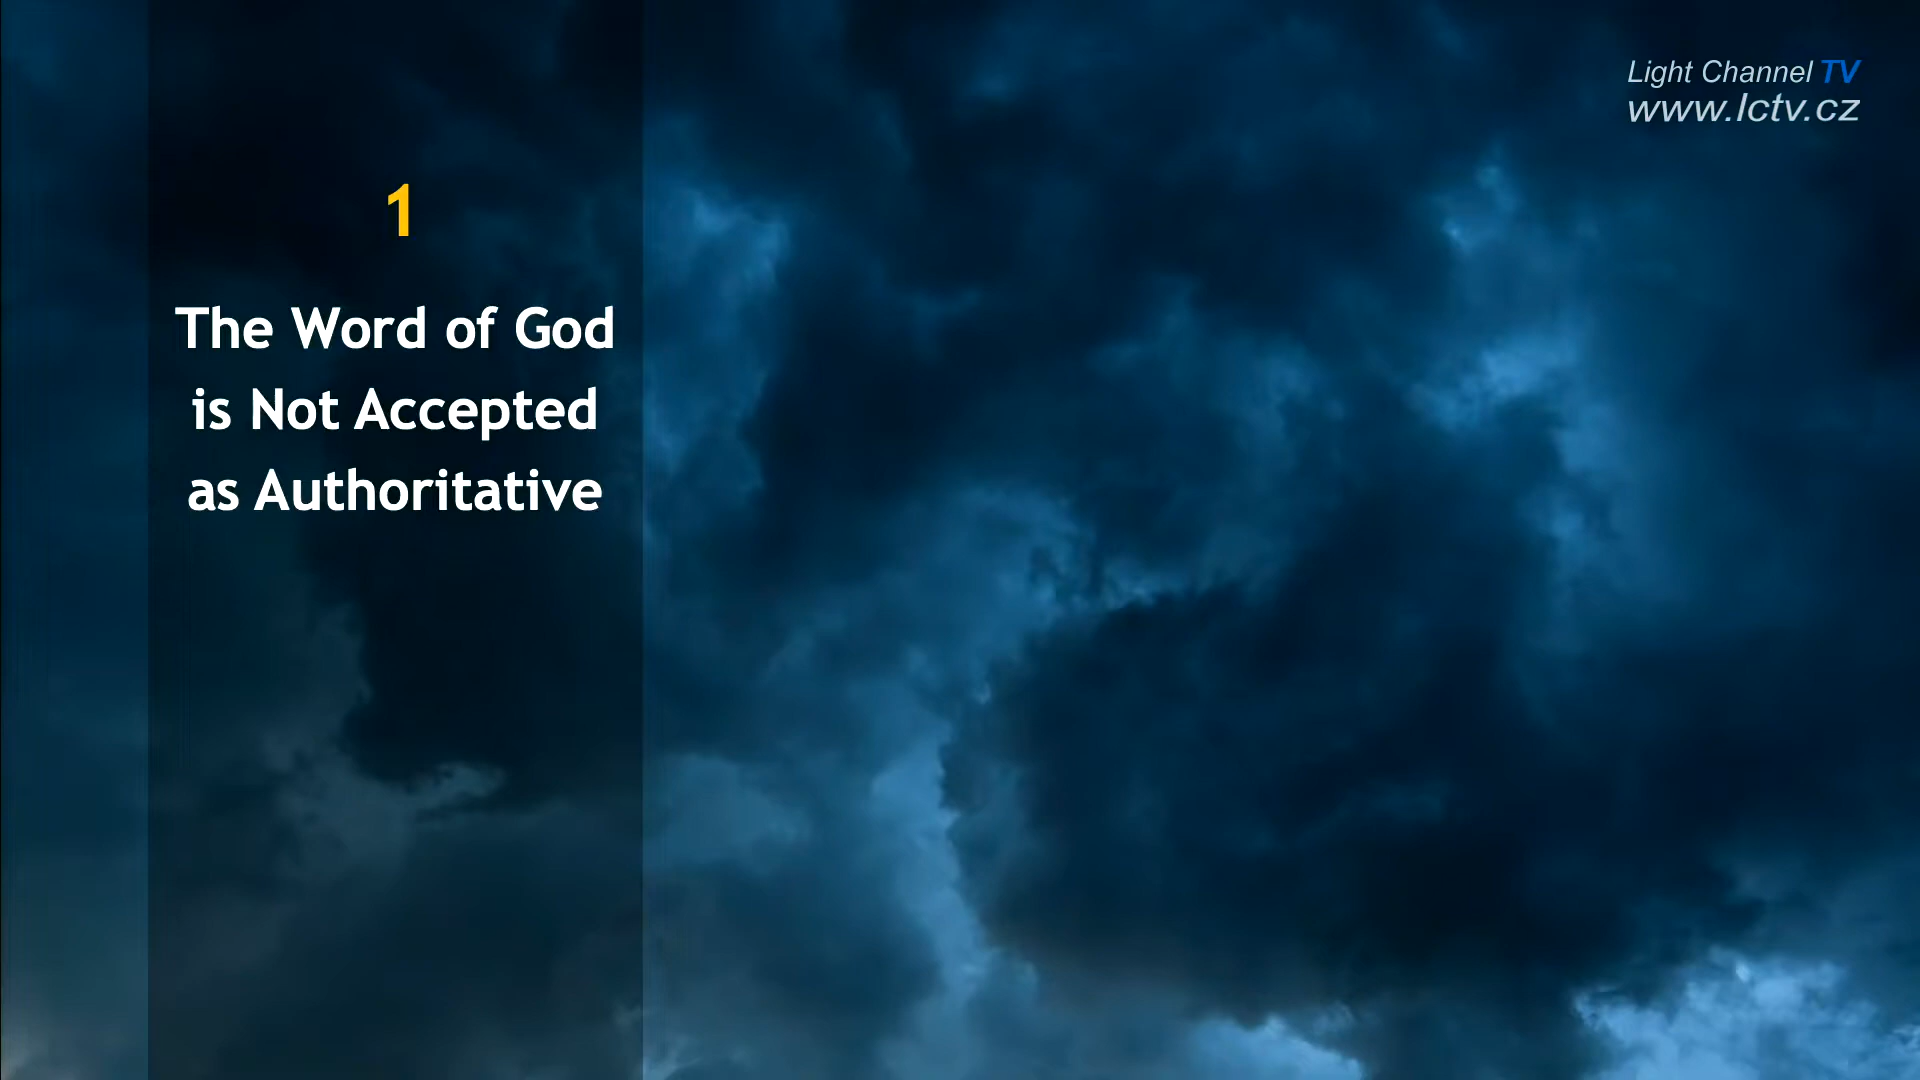 Light Channel TV
www.lctv.cz
1
The Word of God
is Not Accepted
as Authoritative